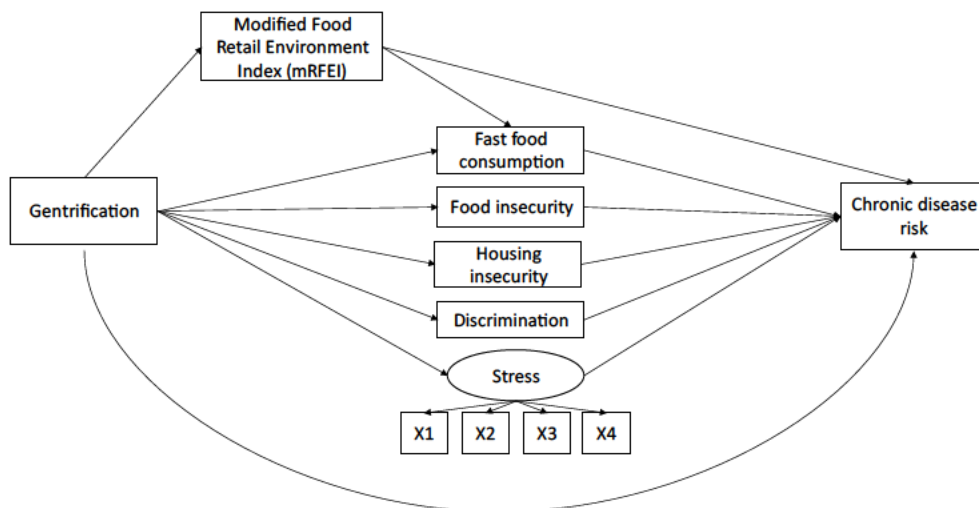 Modified Food
Retail Environment
Index (mRFEI)
Fast food
consumption
Gentrification
Food insecurity
Chronic disease
risk
Housing
insecurity
Discrimination
Stress
X1
X2
X3
X4